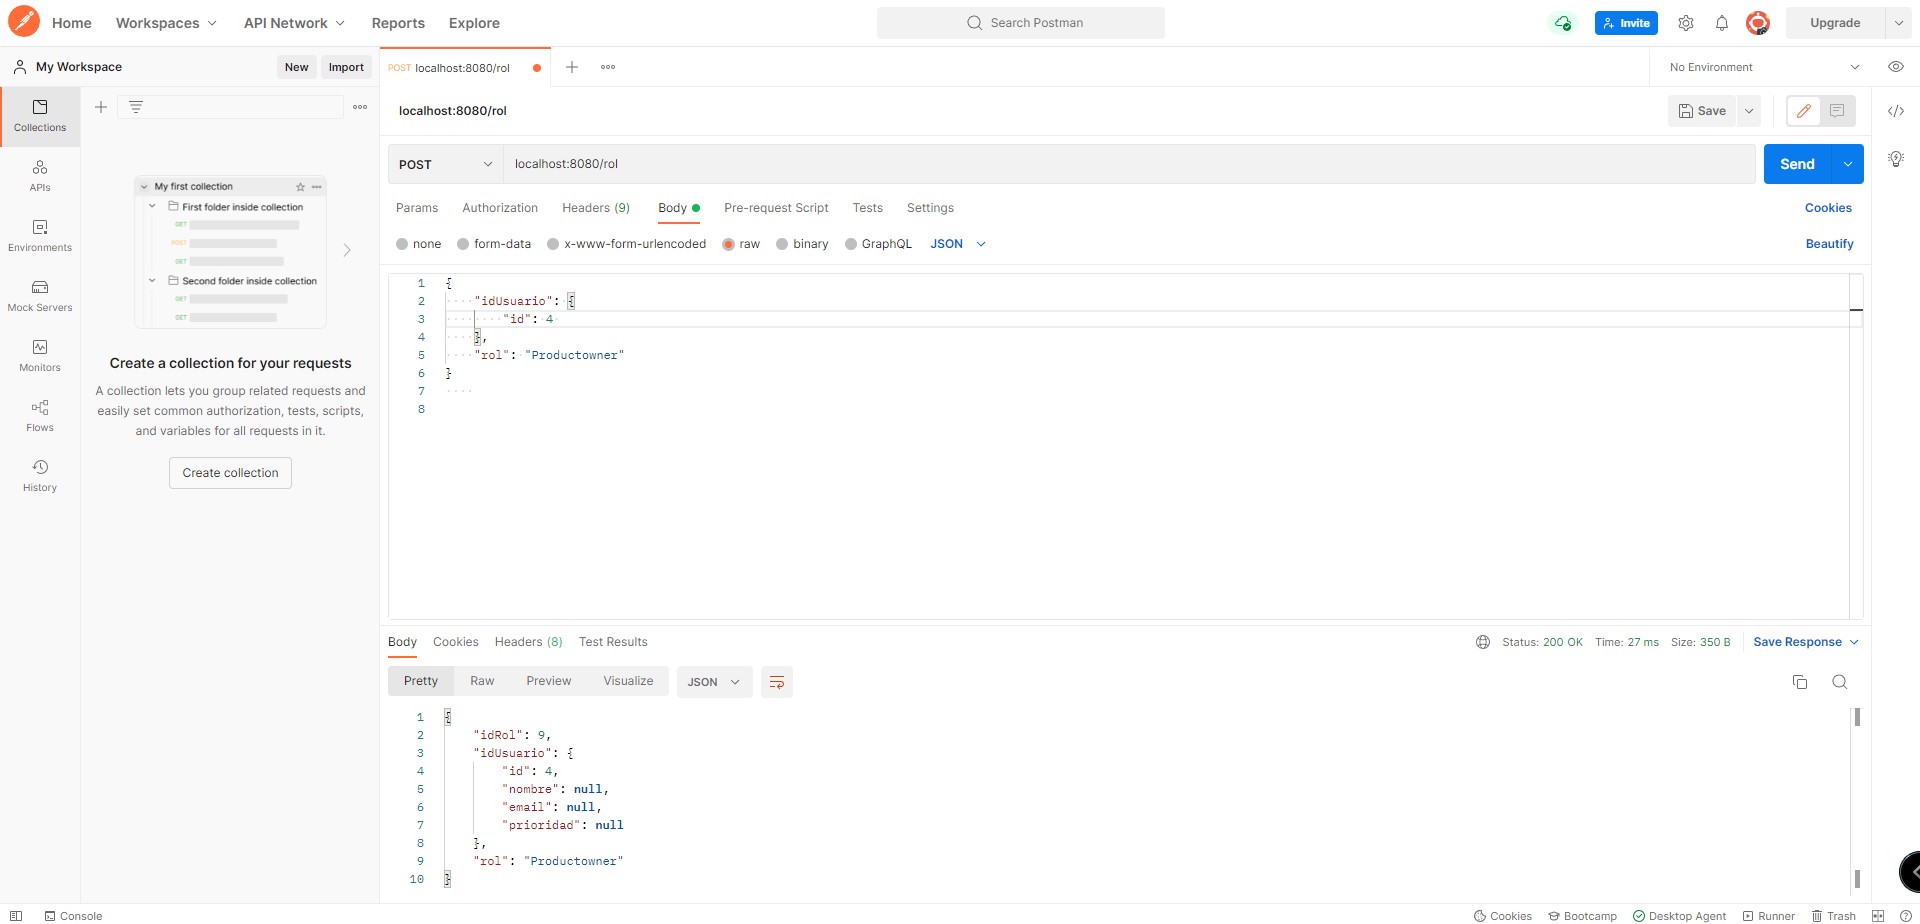 Home Workspaces API Network Reports Explore Search Postman Invite Upgrade
My Workspace New Import POST localhost:8080/rol No Environment
Collections
APIs
Environments
Mock Servers
Monitors
Flows
History
My first collection
First folder inside collection
GET
POST
GET
Second folder inside collection
GET
GET
Create a collection for your requests
A collection lets you group related requests and
easily set common authorization, tests, scripts,
and variables for all requests in it.
Create collection
localhost:8080/rol Save
POST localhost:8080/rol Send
Params Authorization Headers (9) Body Pre-request Script Tests Settings Cookies
none form-data x-www-form-urlencoded raw binary GraphQL JSON Beautify
1 {
2 "idUsuario": {
3 "id": 4
4 },
5 "rol": "Productowner"
6 }
7
8
Body Cookies Headers (8) Test Results Status: 200 OK Time: 27 ms Size: 350 B Save Response
Pretty Raw Preview Visualize JSON
1 {
2 "idRol": 9,
3 "idUsuario": {
4 "id": 4,
5 "nombre": null,
6 "email": null,
7 "prioridad": null
8 },
9 "rol": "Productowner"
10 }
Console Cookies Bootcamp Desktop Agent Runner Trash